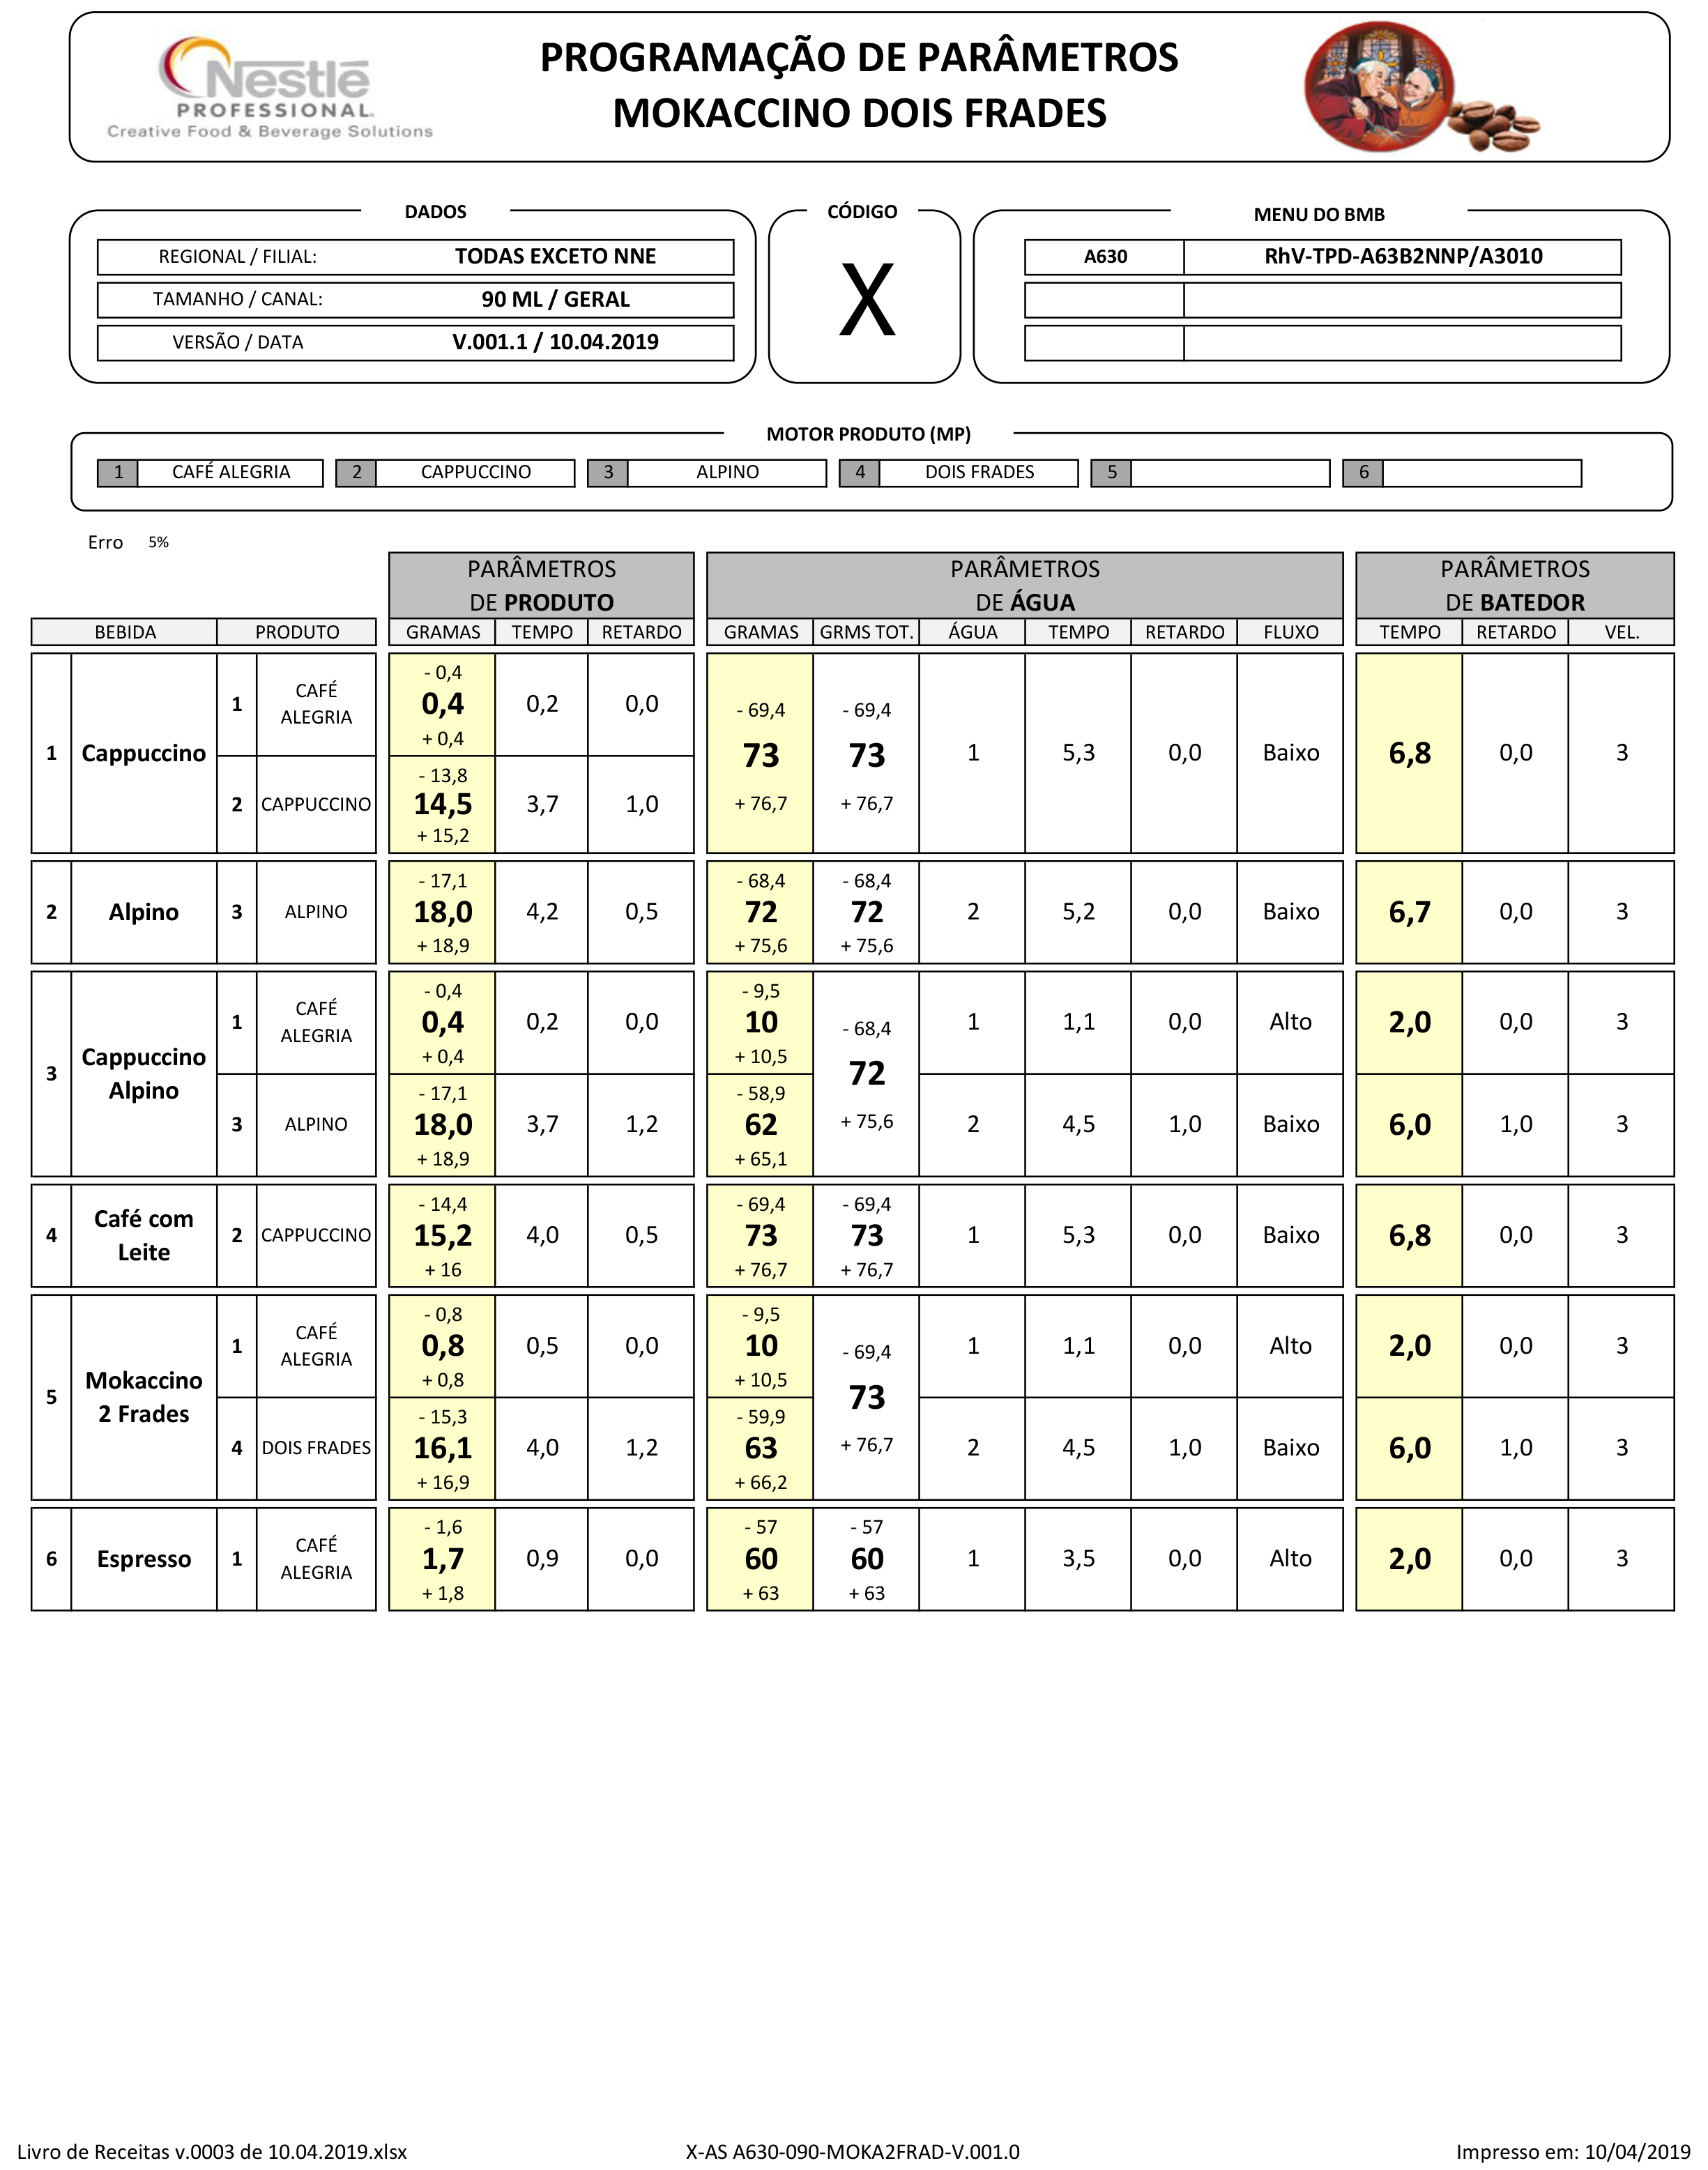 Nestlé
PROFESSIONAL.
Creative Food & Beverage Solutions
PROGRAMAÇÃO DE PARÂMETROS
MOKACCINO DOIS FRADES
DADOS
REGIONAL / FILIAL: TODAS EXCETO NNE
TAMANHO / CANAL: 90 ML / GERAL
VERSÃO / DATA V.001.1 / 10.04.2019
CÓDIGO
X
MENU DO BMB
A630 RhV-TPD-A63B2NNP/A3010
MOTOR PRODUTO (MP)
1 CAFÉ ALEGRIA 2 CAPPUCCINO 3 ALPINO 4 DOIS FRADES 5 6
Erro 5%
PARÂMETROS
DE PRODUTO
PARÂMETROS
DE ÁGUA
PARÂMETROS
DE BATEDOR
BEBIDA PRODUTO GRAMAS TEMPO RETARDO GRAMAS GRMS TOT. ÁGUA TEMPO RETARDO FLUXO TEMPO RETARDO VEL.
1 Cappuccino
1 CAFÉ
ALEGRIA
- 0,4
0,4 0,2 0,0
+ 0,4
2 CAPPUCCINO
- 13,8
14,5 3,7 1,0
+ 15,2
- 69,4 - 69,4
73 73 1 5,3 0,0 Baixo 6,8 0,0 3
+ 76,7 + 76,7
- 17,1 - 68,4 - 68,4
2 Alpino 3 ALPINO 18,0 4,2 0,5 72 72 2 5,2 0,0 Baixo 6,7 0,0 3
+ 18,9 + 75,6 + 75,6
3 Cappuccino
Alpino
1 CAFÉ
ALEGRIA
- 0,4 - 9,5
0,4 0,2 0,0 10 1 1,1 0,0 Alto 2,0 0,0 3
+ 0,4 + 10,5
- 68,4
72
+ 75,6
- 17,1 - 58,9
3 ALPINO 18,0 3,7 1,2 62 2 4,5 1,0 Baixo 6,0 1,0 3
+ 18,9 + 65,1
4 Café com
Leite
- 14,4 - 69,4 - 69,4
2 CAPPUCCINO 15,2 4,0 0,5 73 73 1 5,3 0,0 Baixo 6,8 0,0 3
+ 16 + 76,7 + 76,7
5 Mokaccino
2 Frades
1 CAFÉ
ALEGRIA
- 0,8 - 9,5
0,8 0,5 0,0 10 1 1,1 0,0 Alto 2,0 0,0 3
+ 0,8 + 10,5
- 69,4
73
+ 76,7
- 15,3 - 59,9
4 DOIS FRADES 16,1 4,0 1,2 63 2 4,5 1,0 Baixo 6,0 1,0 3
+ 16,9 + 66,2
6 Espresso 1 CAFÉ
ALEGRIA
- 1,6 - 57 - 57
1,7 0,9 0,0 60 60 1 3,5 0,0 Alto 2,0 0,0 3
+ 1,8 + 63 + 63
Livro de Receitas v.0003 de 10.04.2019.xlsx X-AS A630-090-MOKA2FRAD-V.001.0 Impresso em: 10/04/2019